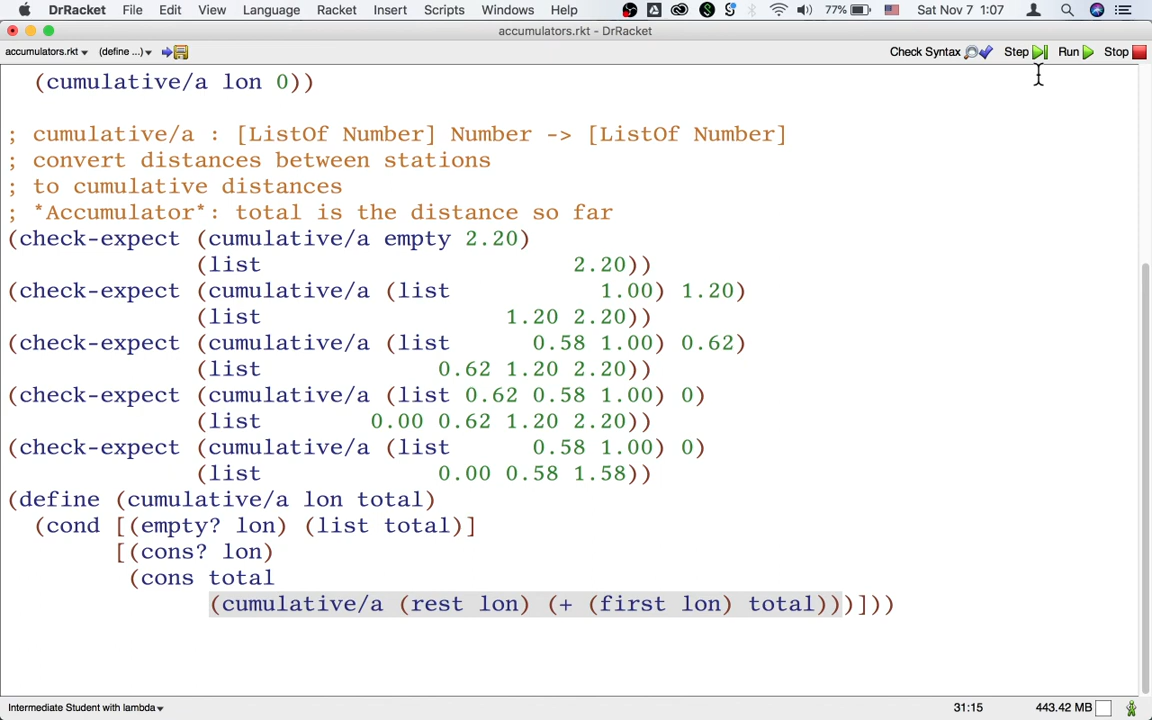 DrRacket File Edit View Language Racket Insert Scripts Windows Help 77% Sat Nov 7 1:07
accumulators.rkt - DrRacket
accumulators.rkt (define ...) Check Syntax Step Run Stop
(cumulative/a lon 0))
; cumulative/a : [ListOf Number] Number -> [ListOf Number]
; convert distances between stations
; to cumulative distances
; *Accumulator*: total is the distance so far
(check-expect (cumulative/a empty 2.20)
(list 2.20))
(check-expect (cumulative/a (list 1.00) 1.20)
(list 1.20 2.20))
(check-expect (cumulative/a (list 0.58 1.00) 0.62)
(list 0.62 1.20 2.20))
(check-expect (cumulative/a (list 0.62 0.58 1.00) 0)
(list 0.00 0.62 1.20 2.20))
(check-expect (cumulative/a (list 0.58 1.00) 0)
(list 0.00 0.58 1.58))
(define (cumulative/a lon total)
(cond [(empty? lon) (list total)]
[(cons? lon)
(cons total
(cumulative/a (rest lon) (+ (first lon) total)))]))
Intermediate Student with lambda 31:15 443.42 MB